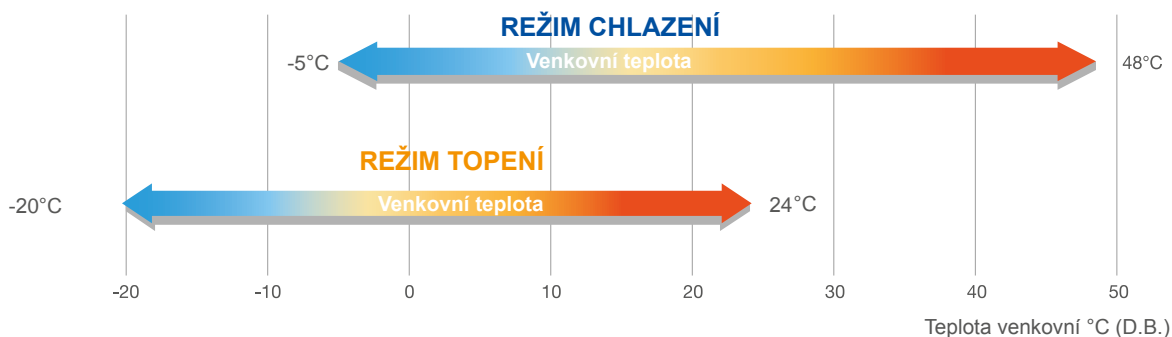 REŽIM CHLAZENÍ
-5°C
Venkovní teplota
48°C
REŽIM TOPENÍ
-20°C
Venkovní teplota
24°C
-20 -10 0 10 20 30 40 50
Teplota venkovní °C (D.B.)